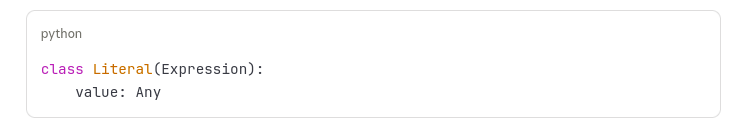 python
class Literal(Expression):
    value: Any